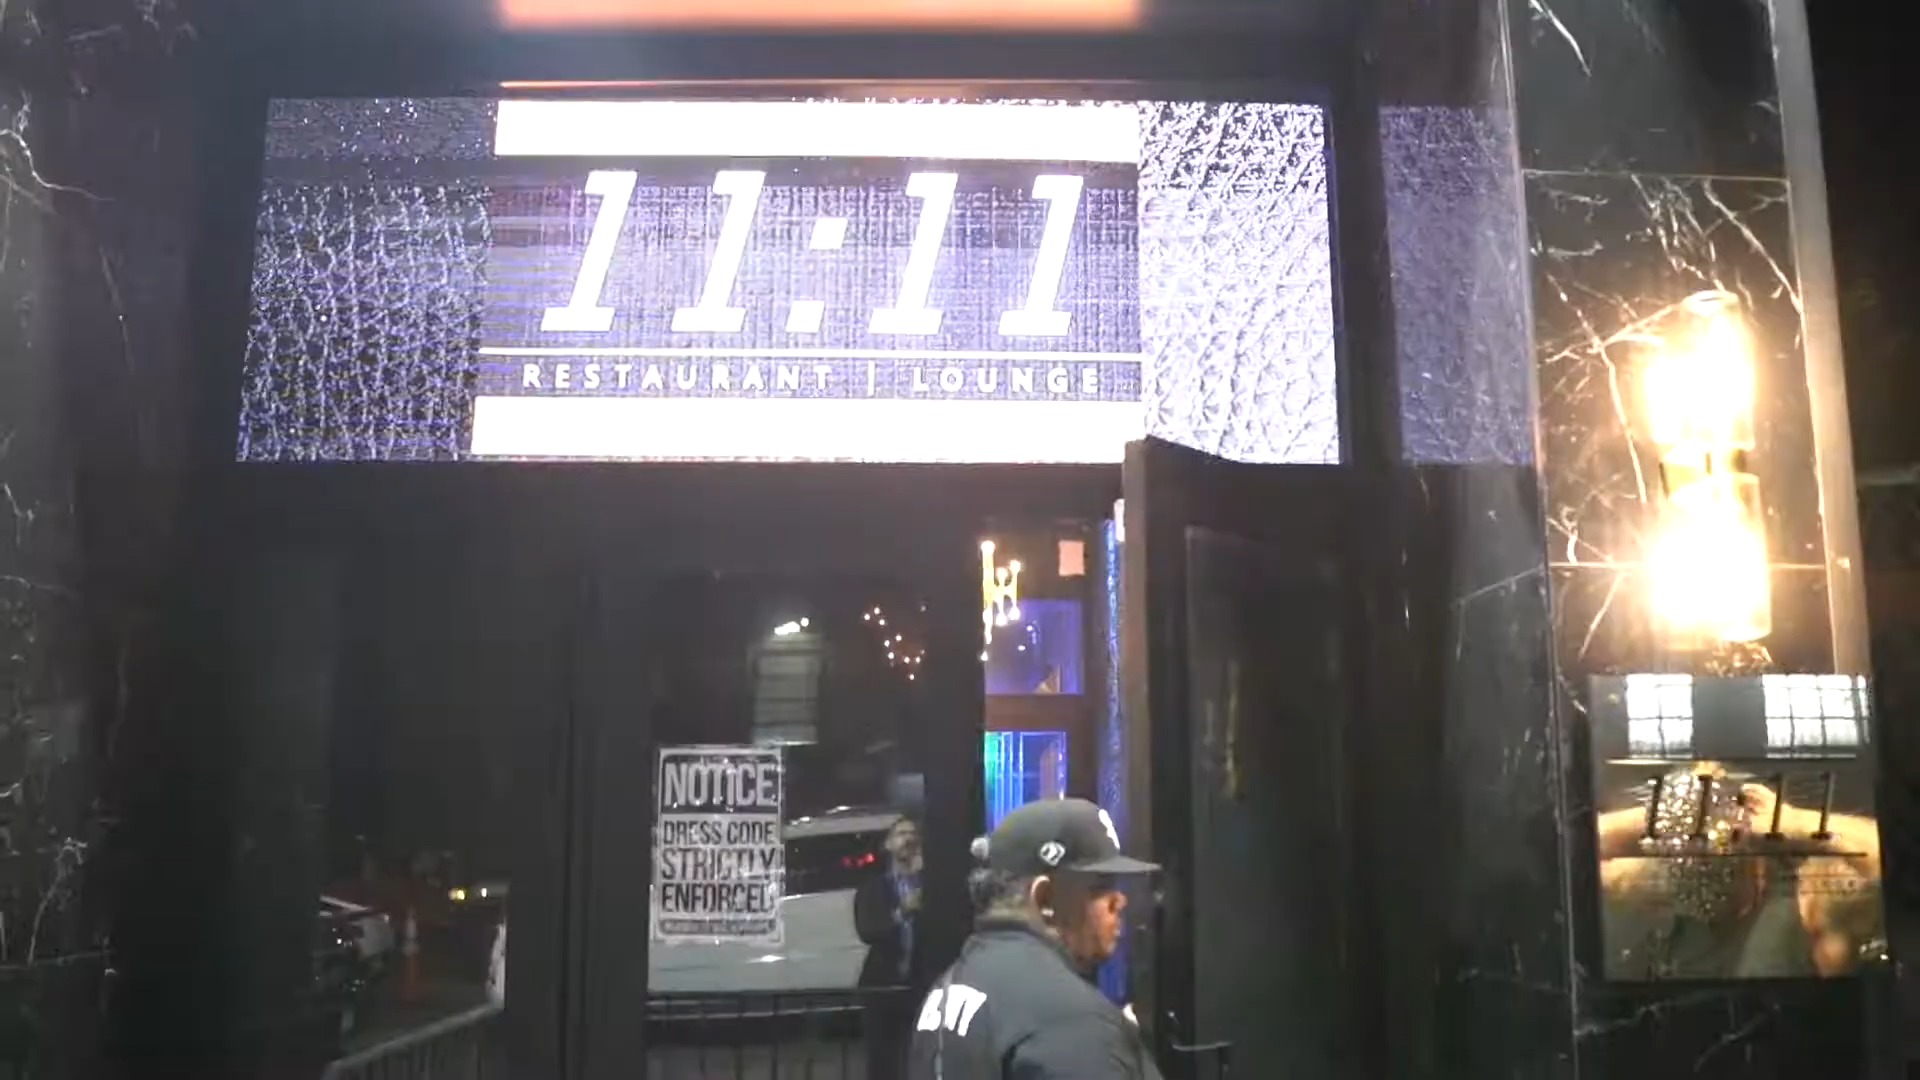 11:11
RESTAURANT | LOUNGE
NOTICE
DRESS CODE
STRICTLY
ENFORCED
11:11